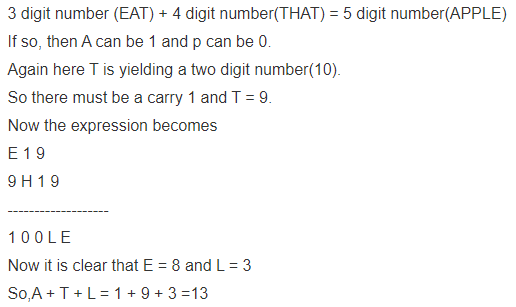 3 digit number (EAT) + 4 digit number(THAT) = 5 digit number(APPLE)
If so, then A can be 1 and p can be 0.
Again here T is yielding a two digit number(10).
So there must be a carry 1 and T = 9.
Now the expression becomes
E 1 9
9 H 1 9
-------------------
1 0 0 L E
Now it is clear that E = 8 and L = 3
So,A + T + L = 1 + 9 + 3 =13